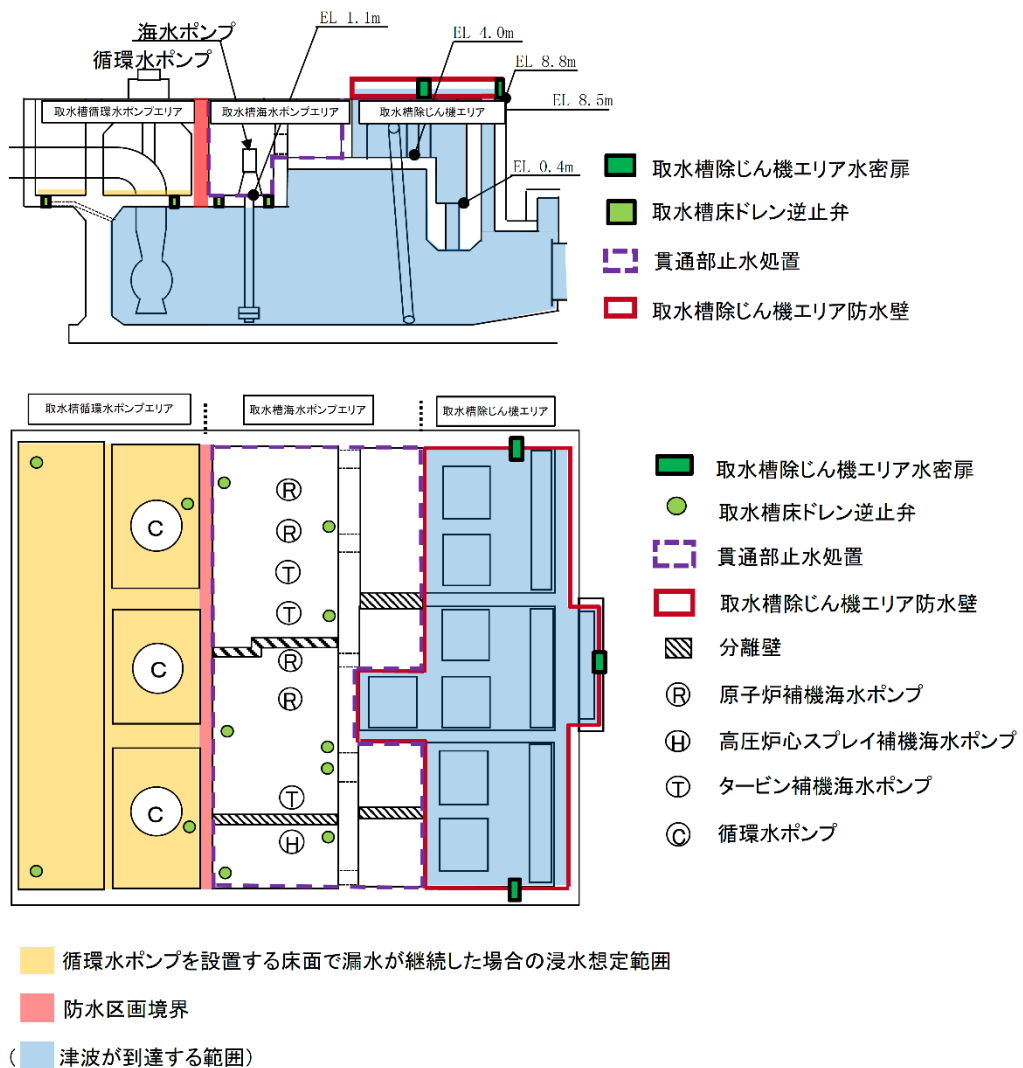 EL 1.1m
海水ポンプ
EL 4.0m
循環水ポンプ
EL 8.8m
EL 8.5m
取水槽循環水ポンプエリア
取水槽海水ポンプエリア
取水槽除じん機エリア
EL 0.4m
取水槽除じん機エリア水密扉
取水槽床ドレン逆止弁
貫通部止水処置
取水槽除じん機エリア防水壁
取水槽循環水ポンプエリア
取水槽海水ポンプエリア
取水槽除じん機エリア
R
R
T
T
R
R
T
H
C
C
C
取水槽除じん機エリア水密扉
取水槽床ドレン逆止弁
貫通部止水処置
取水槽除じん機エリア防水壁
分離壁
R 原子炉補機海水ポンプ
H 高圧炉心スプレイ補機海水ポンプ
T タービン補機海水ポンプ
C 循環水ポンプ
循環水ポンプを設置する床面で漏水が継続した場合の浸水想定範囲
防水区画境界
( 津波が到達する範囲)